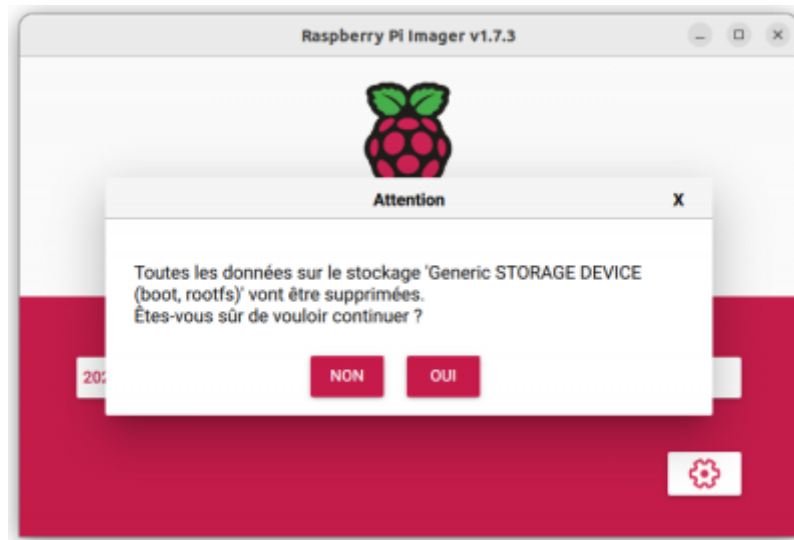 Raspberry Pi Imager v1.7.3
Attention
X
Toutes les données sur le stockage 'Generic STORAGE DEVICE
(boot, rootfs)' vont être supprimées.
Êtes-vous sûr de vouloir continuer ?
NON
OUI